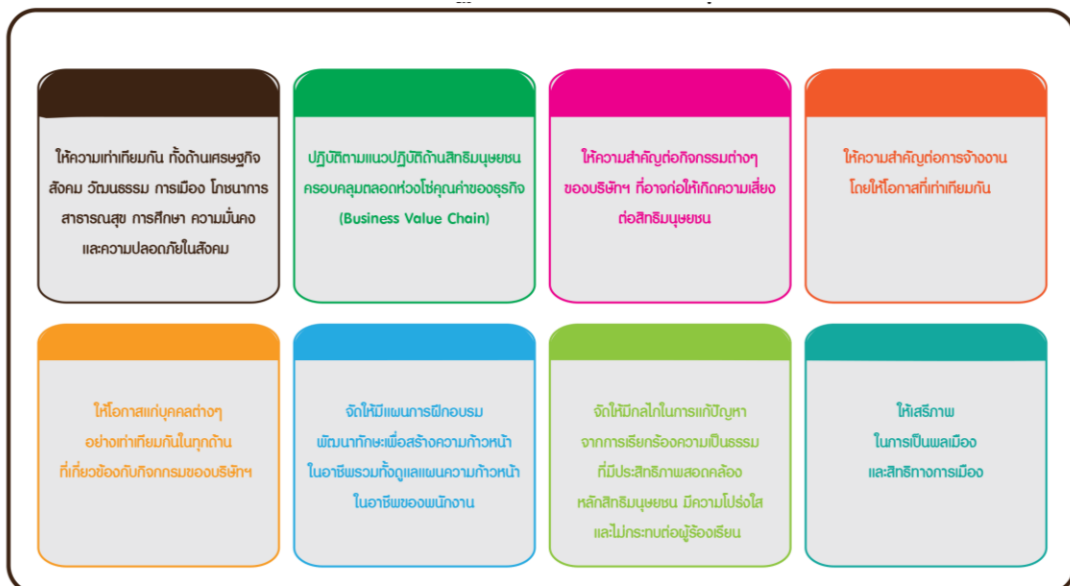 ให้ความเท่าเทียมกัน ทั้งด้านเศรษฐกิจ
สังคม วัฒนธรรม การเมือง โภชนาการ
สาธารณสุข การศึกษา ความมั่นคง
และความปลอดภัยในสังคม
ปฏิบัติตามแนวปฏิบัติด้านสิทธิมนุษยชน
ครอบคลุมตลอดห่วงโซ่คุณค่าของธุรกิจ
(Business Value Chain)
ให้ความสำคัญต่อกิจกรรมต่างๆ
ของบริษัทฯ ที่อาจก่อให้เกิดความเสี่ยง
ต่อสิทธิมนุษยชน
ให้ความสำคัญต่อการจ้างงาน
โดยให้โอกาสที่เท่าเทียมกัน
ให้โอกาสแก่บุคคลต่างๆ
อย่างเท่าเทียมกันในทุกด้าน
ที่เกี่ยวข้องกับกิจกกรมของบริษัทฯ
จัดให้มีแผนการฝึกอบรม
พัฒนาทักษะเพื่อสร้างความก้าวหน้า
ในอาชีพรวมทั้งดูแลแผนความก้าวหน้า
ในอาชีพของพนักงาน
จัดให้มีกลไกในการแก้ปัญหา
จากการเรียกร้องความเป็นธรรม
ที่มีประสิทธิภาพสอดคล้อง
หลักสิทธิมนุษยชน มีความโปร่งใส
และไม่กระทบต่อผู้ร้องเรียน
ให้เสรีภาพ
ในการเป็นพลเมือง
และสิทธิทางการเมือง